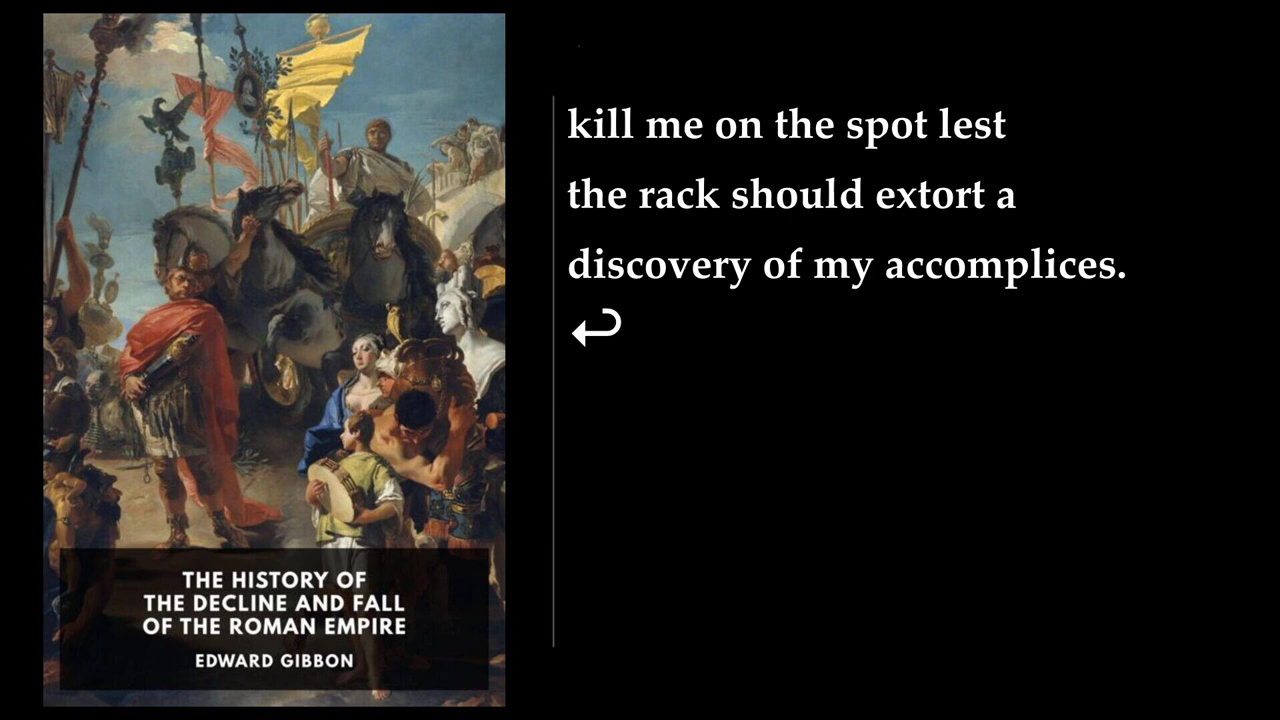 kill me on the spot lest
the rack should extort a
discovery of my accomplices.
↩
THE HISTORY OF
THE DECLINE AND FALL
OF THE ROMAN EMPIRE
EDWARD GIBBON